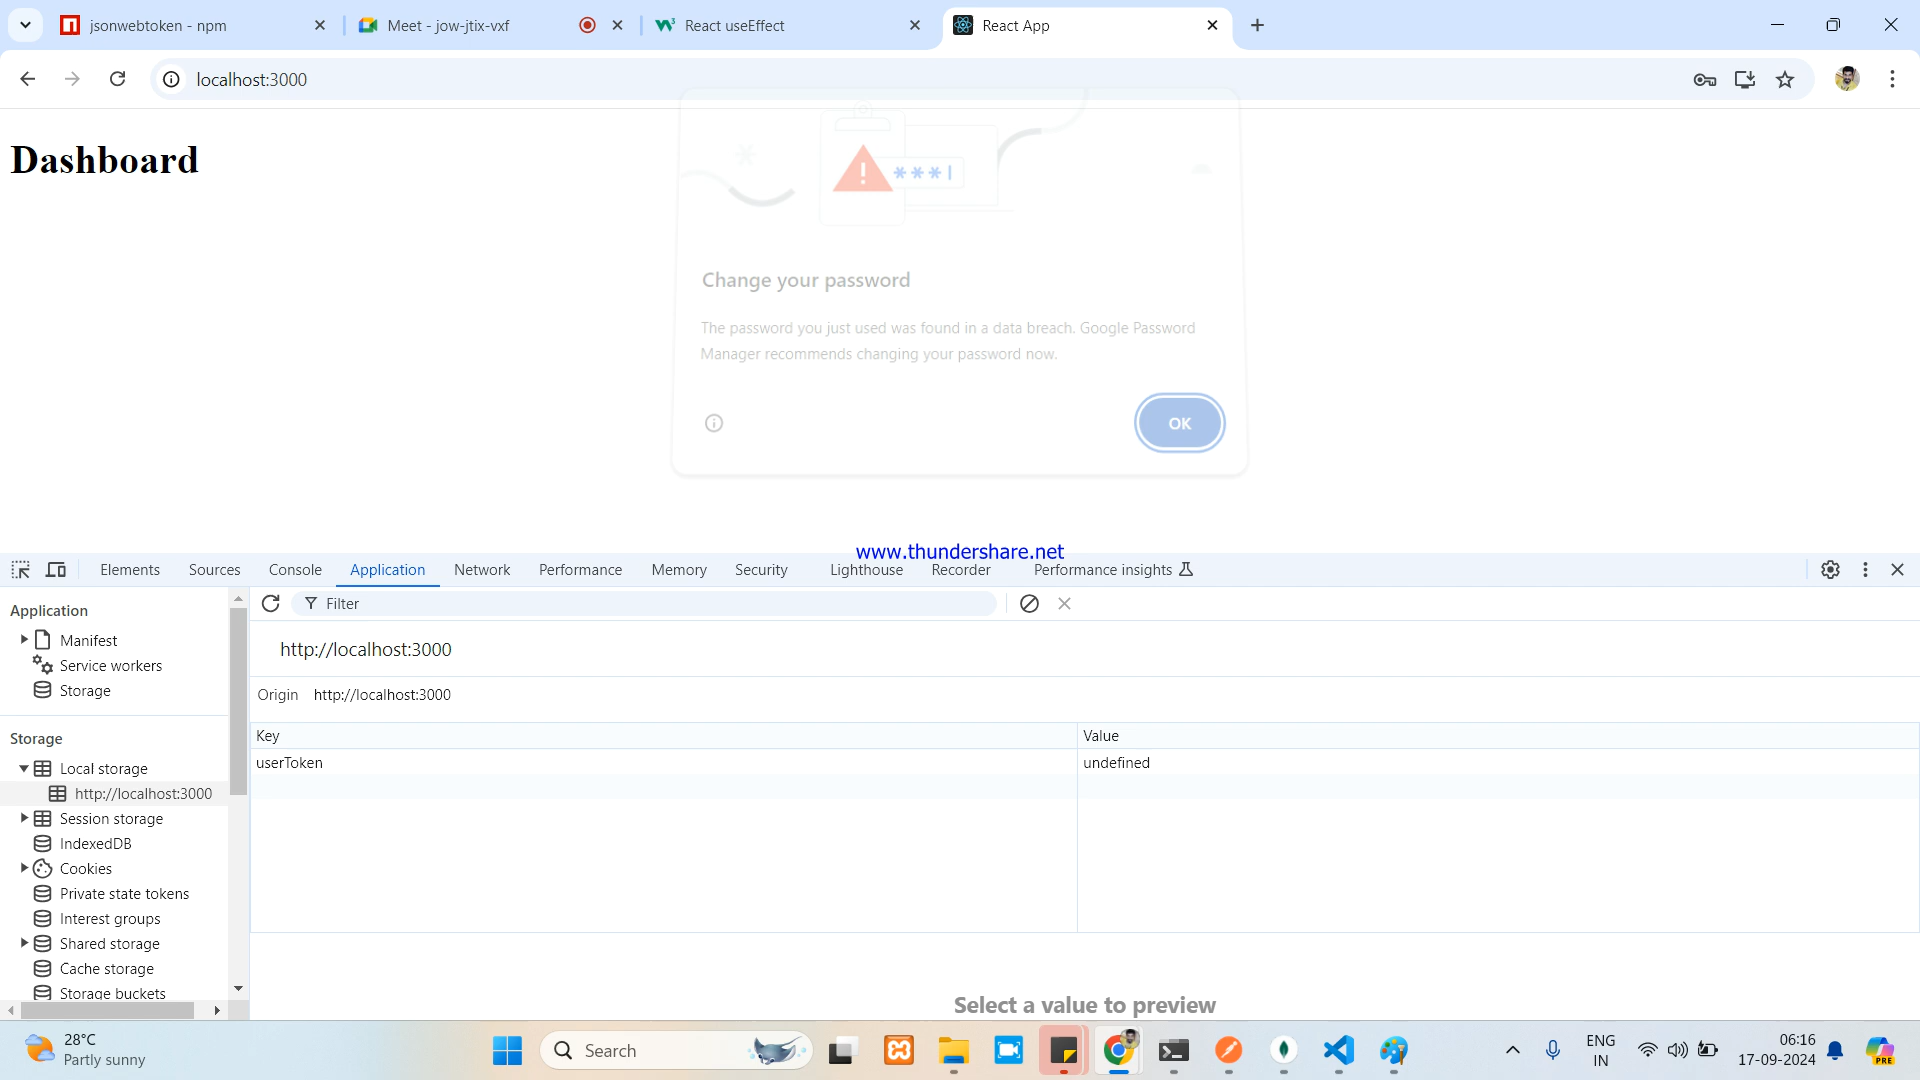 jsonwebtoken - npm
Meet - jow-jtix-vxf
React useEffect
React App
localhost:3000
Dashboard
***
Change your password
The password you just used was found in a data breach. Google Password
Manager recommends changing your password now.
OK
www.thundershare.net
Elements
Sources
Console
Application
Network
Performance
Memory
Security
Lighthouse
Recorder
Performance insights
Application
Manifest
Service workers
Storage
Storage
Local storage
http://localhost:3000
Session storage
IndexedDB
Cookies
Private state tokens
Interest groups
Shared storage
Cache storage
Storage buckets
Filter
http://localhost:3000
Origin http://localhost:3000
Key Value
userToken undefined
Select a value to preview
28°C
Partly sunny
Search
ENG
IN
06:16
17-09-2024
PRE